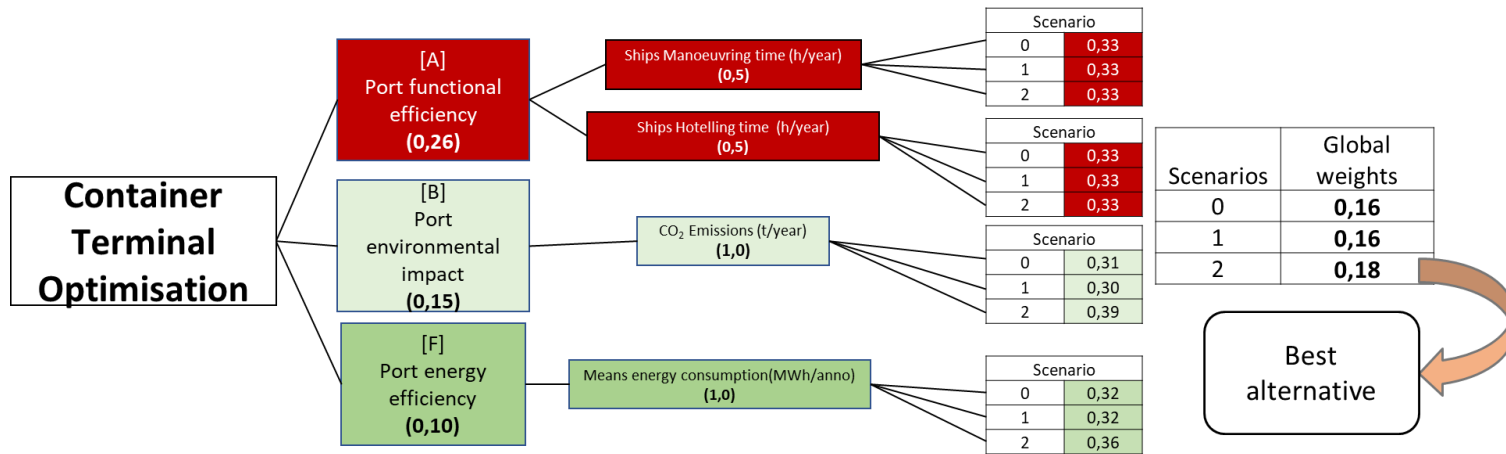 Container
Terminal
Optimisation
[A]
Port functional
efficiency
(0,26)
Ships Manoeuvring time (h/year)
(0,5)
Scenario
0 0,33
1 0,33
2 0,33
Ships Hotelling time (h/year)
(0,5)
Scenario
0 0,33
1 0,33
2 0,33
[B]
Port
environmental
impact
(0,15)
CO₂ Emissions (t/year)
(1,0)
Scenario
0 0,31
1 0,30
2 0,39
[F]
Port energy
efficiency
(0,10)
Means energy consumption(MWh/anno)
(1,0)
Scenario
0 0,32
1 0,32
2 0,36
Scenarios Global
weights
0 0,16
1 0,16
2 0,18
Best
alternative